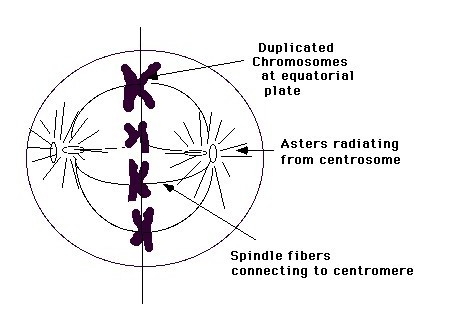 Duplicated
Chromosomes
at equatorial
plate
Asters radiating
from centrosome
Spindle fibers
connecting to centromere